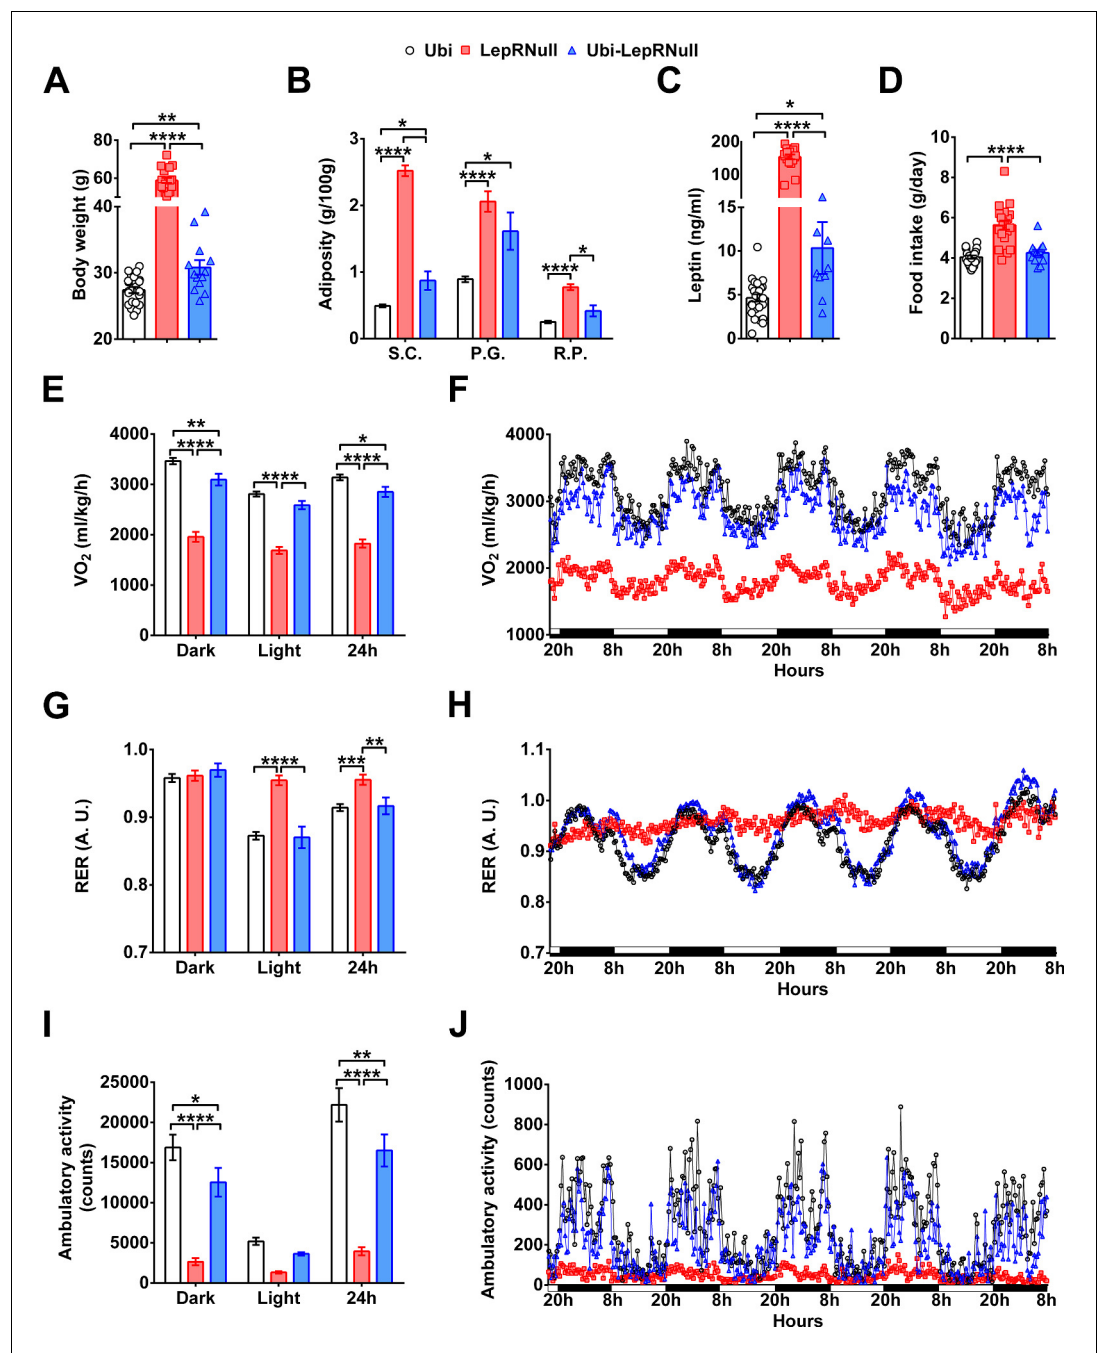 Ubi LepRNull Ubi-LepRNull
A B C D
Body weight (g)
80
60
40
30
20
**
****
Adiposity (g/100g)
3
2
1
0
*
****
*
****
*
****
S.C. P.G. R.P.
Leptin (ng/ml)
200
100
15
10
5
0
*
**** ****
Food intake (g/day)
10
8
6
4
2
0
****
E
VO2 (ml/kg/h)
4000
3000
2000
1000
0
**
****
****
*
**** ****
Dark Light 24h
F
VO2 (ml/kg/h)
4000
3000
2000
1000
20h 8h 20h 8h 20h 8h 20h 8h 20h 8h
Hours
G
RER (A. U.)
1.0
0.9
0.8
0.7
****
**
***
Dark Light 24h
H
RER (A. U.)
1.1
1.0
0.9
0.8
0.7
20h 8h 20h 8h 20h 8h 20h 8h 20h 8h
Hours
I
Ambulatory activity
(counts)
25000
20000
15000
10000
5000
0
*
****
**
****
Dark Light 24h
J
Ambulatory activity (counts)
1000
800
600
400
200
0
20h 8h 20h 8h 20h 8h 20h 8h 20h 8h
Hours